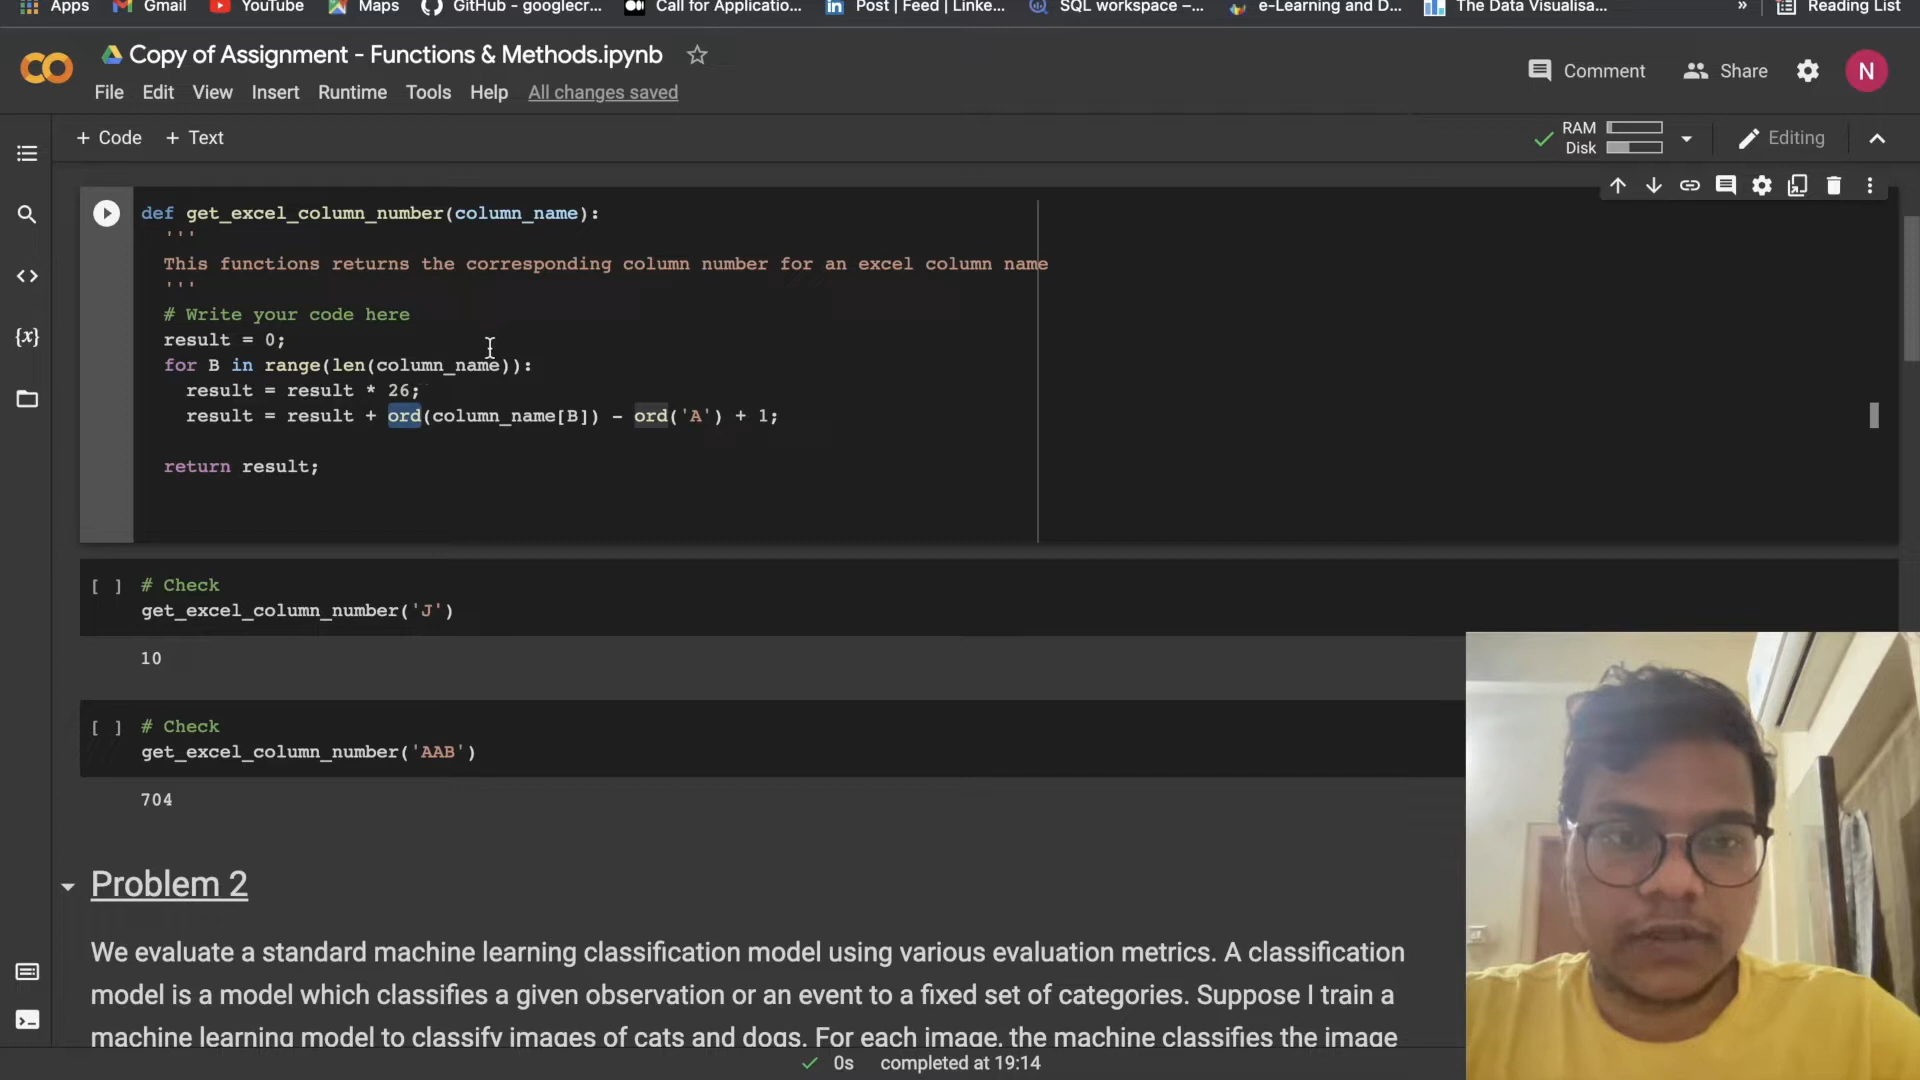 Apps Gmail YouTube Maps GitHub - googlecr... Call for Applicatio... Post | Feed | Linke... SQL workspace –... e-Learning and D... The Data Visualisa... » Reading List
Copy of Assignment - Functions & Methods.ipynb
Comment Share N
File Edit View Insert Runtime Tools Help All changes saved
+ Code + Text
RAM
Disk
Editing
def get_excel_column_number(column_name):
'''
This functions returns the corresponding column number for an excel column name
'''
# Write your code here
result = 0;
for B in range(len(column_name)):
result = result * 26;
result = result + ord(column_name[B]) - ord('A') + 1;
return result;
[ ] # Check
get_excel_column_number('J')
10
[ ] # Check
get_excel_column_number('AAB')
704
Problem 2
We evaluate a standard machine learning classification model using various evaluation metrics. A classification
model is a model which classifies a given observation or an event to a fixed set of categories. Suppose I train a
machine learning model to classify images of cats and dogs. For each image, the machine classifies the image
0s completed at 19:14